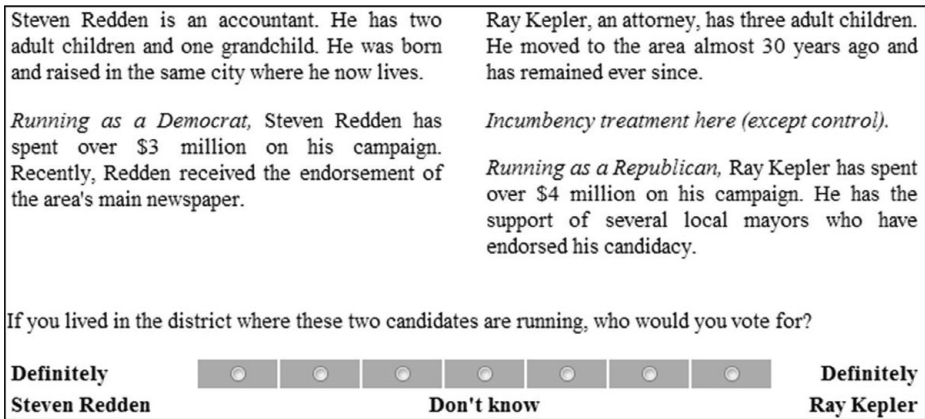 Steven Redden is an accountant. He has two
adult children and one grandchild. He was born
and raised in the same city where he now lives.
Running as a Democrat, Steven Redden has
spent over $3 million on his campaign.
Recently, Redden received the endorsement of
the area's main newspaper.
Ray Kepler, an attorney, has three adult children.
He moved to the area almost 30 years ago and
has remained ever since.
Incumbency treatment here (except control).
Running as a Republican, Ray Kepler has spent
over $4 million on his campaign. He has the
support of several local mayors who have
endorsed his candidacy.
If you lived in the district where these two candidates are running, who would you vote for?
Definitely Definitely
Steven Redden Don't know Ray Kepler